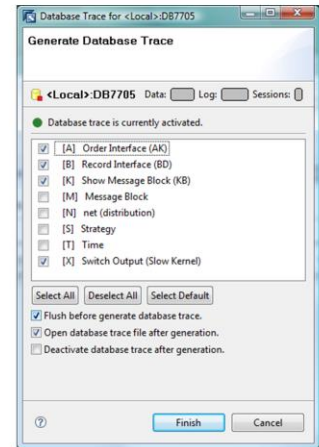 Database Trace for <Local>:DB7705
Generate Database Trace
<Local>:DB7705 Data: Log: Sessions:
Database trace is currently activated.
[A] Order Interface (AK)
[B] Record Interface (BD)
[K] Show Message Block (KB)
[M] Message Block
[N] net (distribution)
[S] Strategy
[T] Time
[X] Switch Output (Slow Kernel)
Select All Deselect All Select Default
Flush before generate database trace.
Open database trace file after generation.
Deactivate database trace after generation.
? Finish Cancel